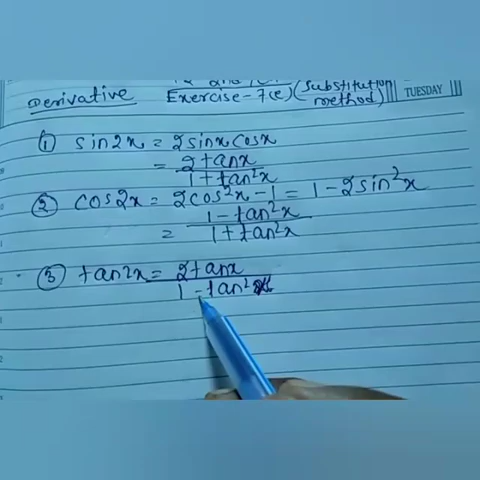 Derivative Exercise-7(e) (Substitution method) TUESDAY
① sin2x = 2sinx cosx
= 2tanx / 1+tan²x
② cos2x = 2cos²x-1 = 1-2sin²x
= 1-tan²x / 1+tan²x
③ tan2x = 2tanx / 1-tan²x